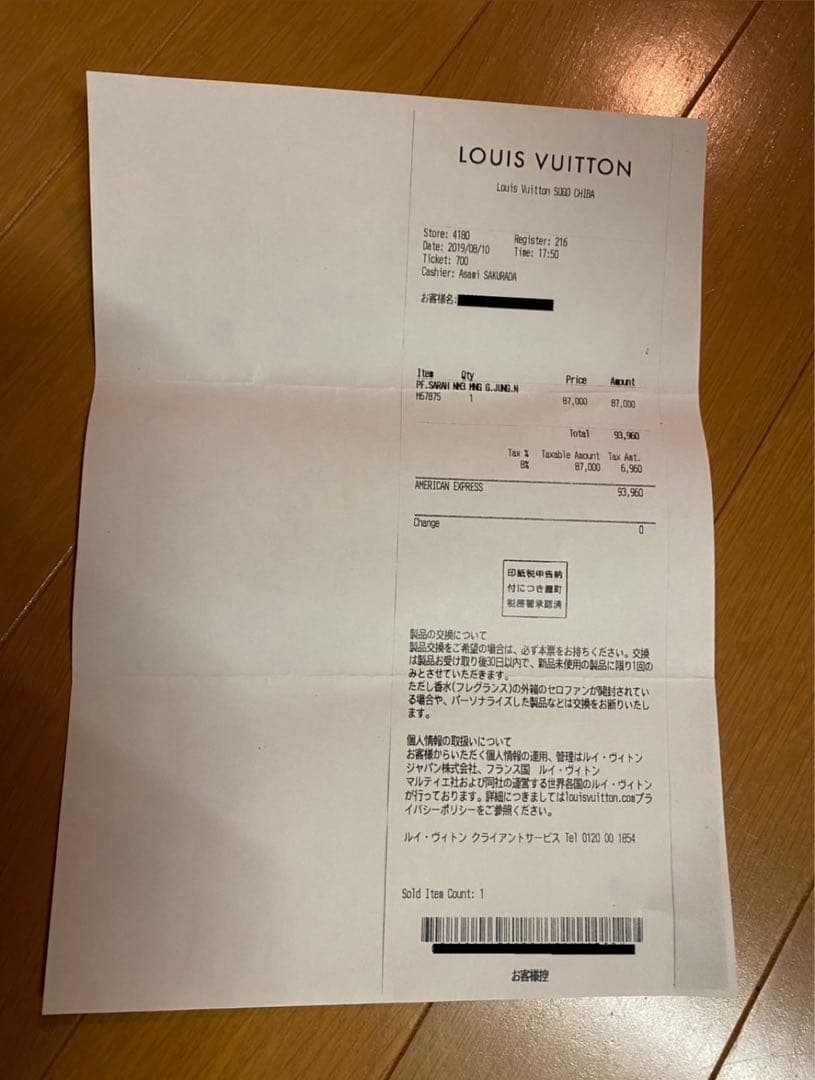 LOUIS VUITTON
Louis Vuitton SOGO CHIBA
Store: 4180 Register: 216
Date: 2019/08/10 Time: 17:50
Ticket: 700
Cashier: Asami SAKURADA
お客様名:
Item Qty Price Amount
PF.SARAH NM3 MNG G.JUNG.N
M67875 1 87,000 87,000
Total 93,960
Tax % Taxable Amount Tax Amt.
8% 87,000 6,960
AMERICAN EXPRESS 93,960
Change 0
印紙税申告納
付につき麹町
税務署承認済
製品の交換について
製品交換をご希望の場合は、必ず本票をお持ちください。交換
は製品お受け取り後30日以内で、新品未使用の製品に限り1回の
みとさせていただきます。
ただし香水(フレグランス)の外箱のセロファンが開封されてい
る場合や、パーソナライズした製品などは交換をお断りいたし
ます。
個人情報の取扱いについて
お客様からいただく個人情報の運用、管理はルイ・ヴィトン
ジャパン株式会社、フランス国 ルイ・ヴィトン
マルティエ社および同社の運営する世界各国のルイ・ヴィトン
が行っております。詳細につきましてはlouisvuitton.comプラ
イバシーポリシーをご参照ください。
ルイ・ヴィトン クライアントサービス Tel 0120 00 1854
Sold Item Count: 1
お客様控